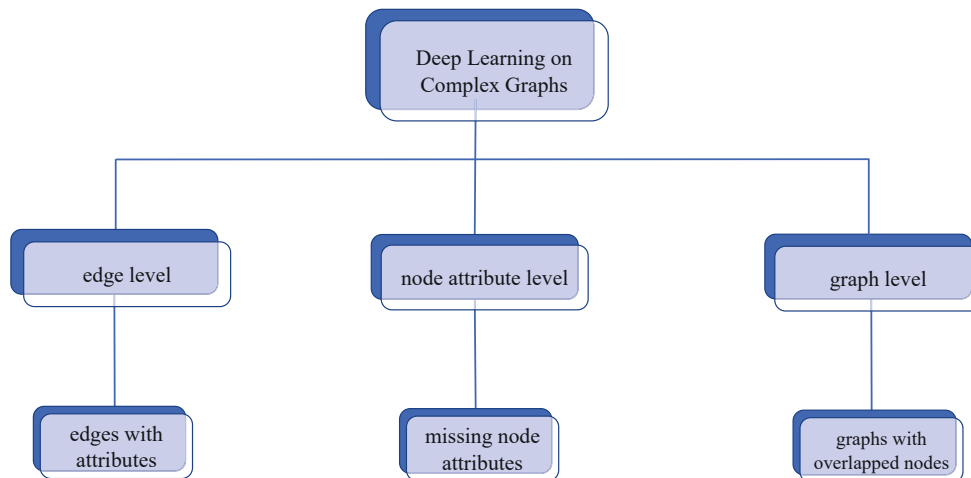 Deep Learning on
Complex Graphs
edge level
node attribute level
graph level
edges with
attributes
missing node
attributes
graphs with
overlapped nodes